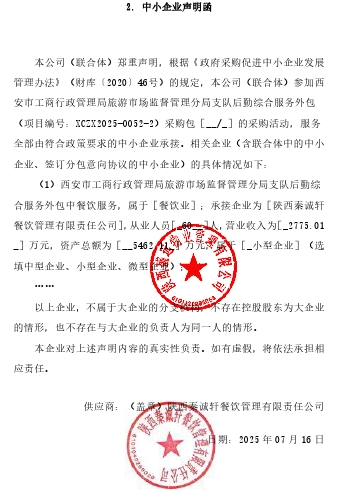 2. 中小企业声明函
本公司（联合体）郑重声明，根据《政府采购促进中小企业发展
管理办法》（财库〔2020〕46号）的规定，本公司（联合体）参加西
安市工商行政管理局旅游市场监督管理分局支队后勤综合服务外包
（项目编号：XCZX2025-0052-2）采购包［__/_］的采购活动，服务
全部由符合政策要求的中小企业承接。相关企业（含联合体中的中小
企业、签订分包意向协议的中小企业）的具体情况如下：
（1）西安市工商行政管理局旅游市场监督管理分局支队后勤综
合服务外包中餐饮服务，属于［餐饮业］；承接企业为［陕西秦诚轩
餐饮管理有限责任公司］，从业人员［_60 ］人，营业收入为［_2775.01
_］万元，资产总额为［__5462.11 万元，属于［_小型企业］（选
填中型企业、小型企业、微型企业）；
……
以上企业，不属于大企业的分支机构，不存在控股股东为大企业
的情形，也不存在与大企业的负责人为同一人的情形。
本企业对上述声明内容的真实性负责。如有虚假，将依法承担相
应责任。
供应商：（盖章）陕西秦诚轩餐饮管理有限责任公司
陕西秦诚轩餐饮管理有限责任公司
日期：2025 年 07 月 16 日